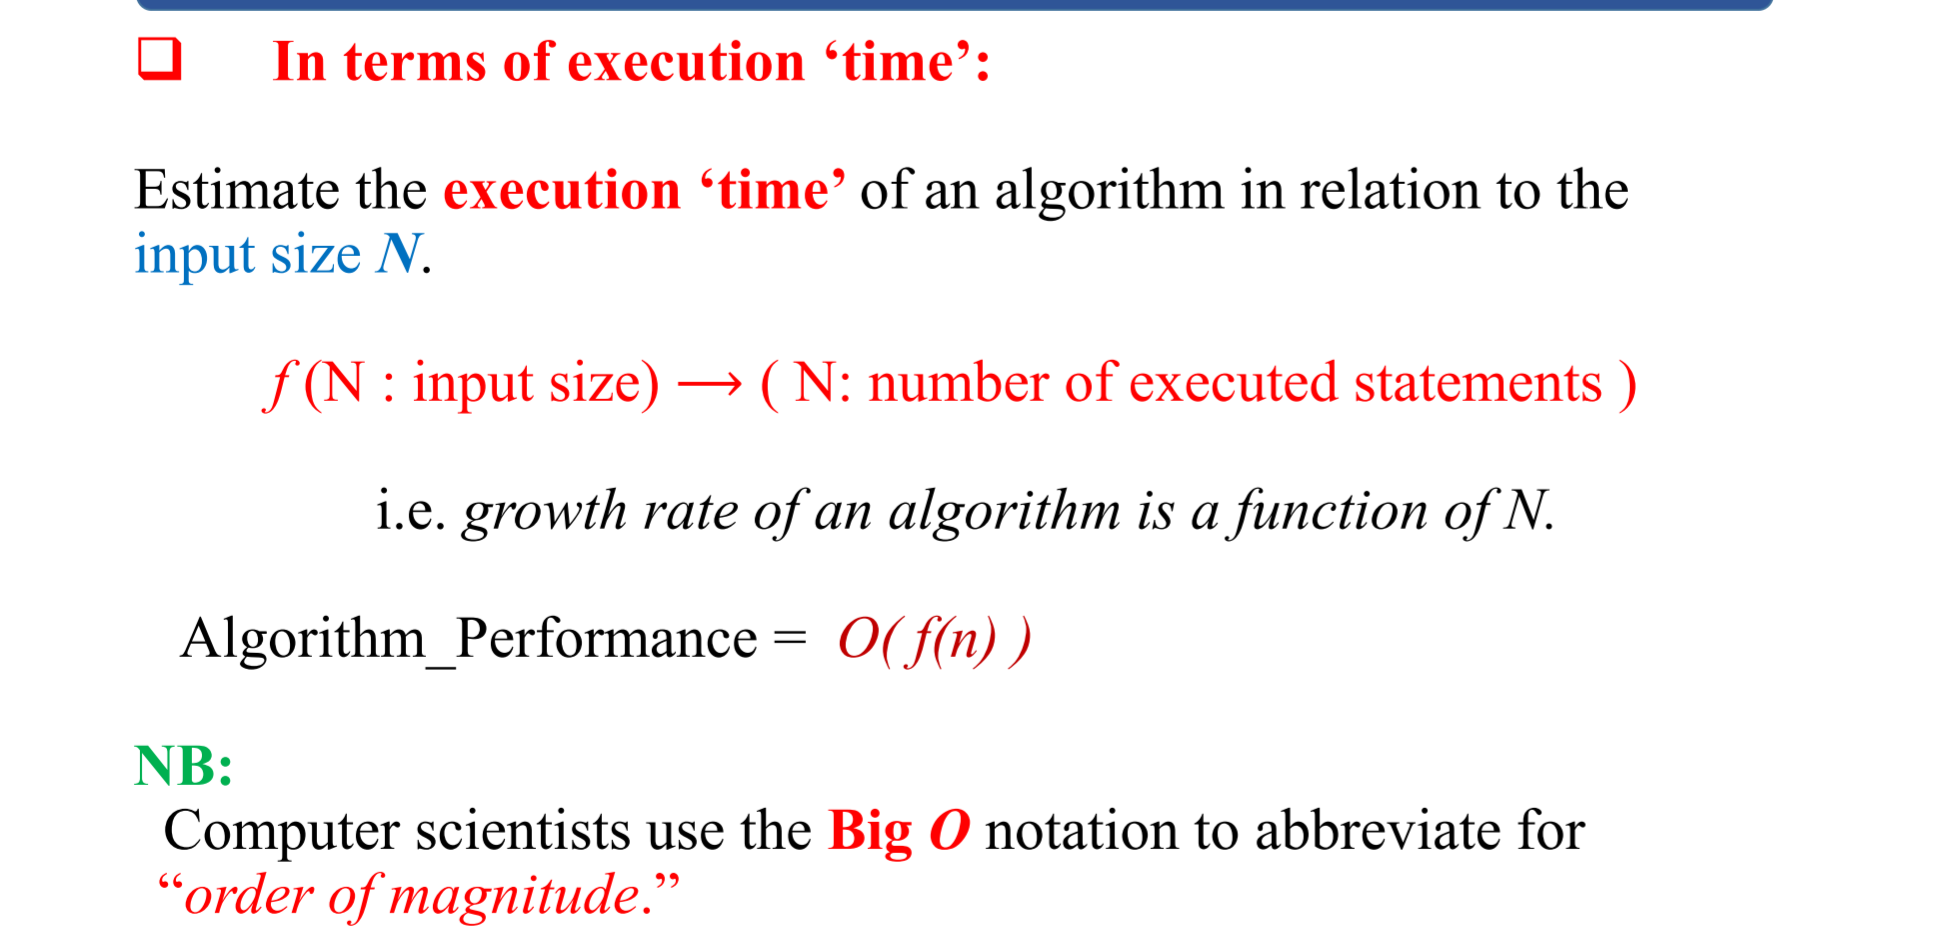 ❑ In terms of execution ‘time’:
Estimate the execution ‘time’ of an algorithm in relation to the
input size N.
f (N : input size) → ( N: number of executed statements )
i.e. growth rate of an algorithm is a function of N.
Algorithm_Performance = O( f(n) )
NB:
Computer scientists use the Big O notation to abbreviate for
“order of magnitude.”